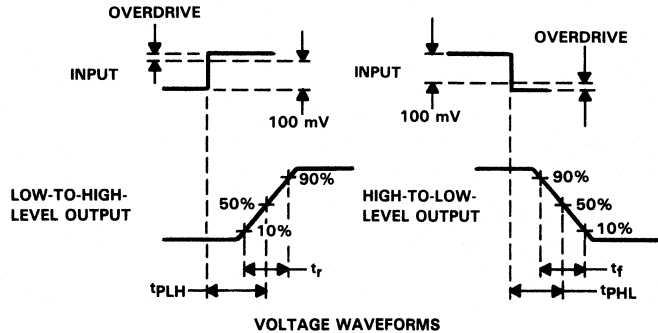 OVERDRIVE
INPUT
100 mV
LOW-TO-HIGH-
LEVEL OUTPUT
90%
50%
10%
tr
tPLH
OVERDRIVE
INPUT
100 mV
HIGH-TO-LOW-
LEVEL OUTPUT
90%
50%
10%
tf
tPHL
VOLTAGE WAVEFORMS